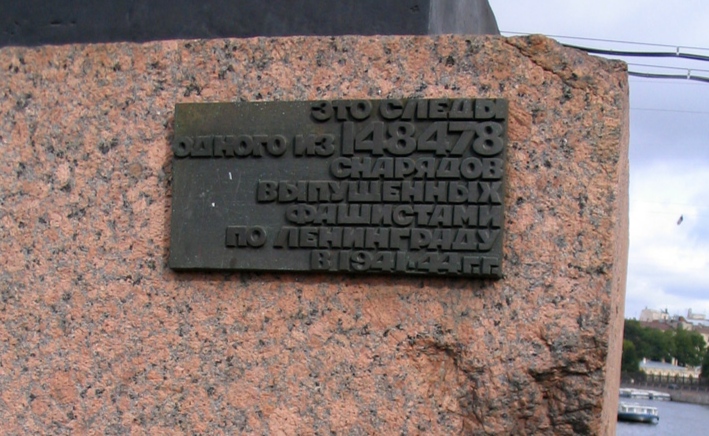 ЭТО СЛЕДЫ
ОДНОГО ИЗ 148478
СНАРЯДОВ
ВЫПУЩЕННЫХ
ФАШИСТАМИ
ПО ЛЕНИНГРАДУ
В 1941-44 ГГ.